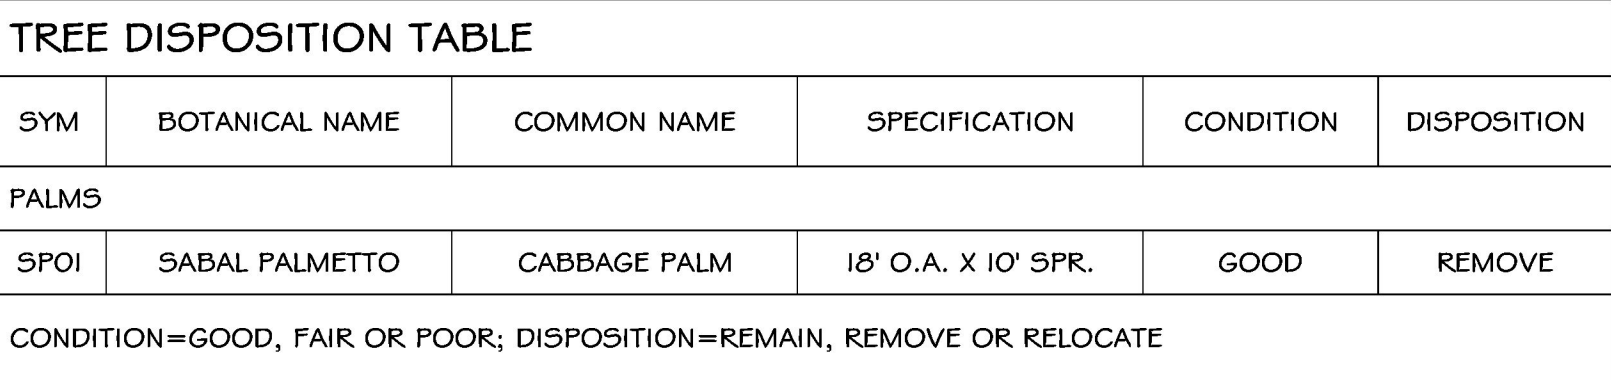 TREE DISPOSITION TABLE
SYM BOTANICAL NAME COMMON NAME SPECIFICATION CONDITION DISPOSITION
PALMS
SP01 SABAL PALMETTO CABBAGE PALM 18' O.A. X 10' SPR. GOOD REMOVE
CONDITION=GOOD, FAIR OR POOR; DISPOSITION=REMAIN, REMOVE OR RELOCATE